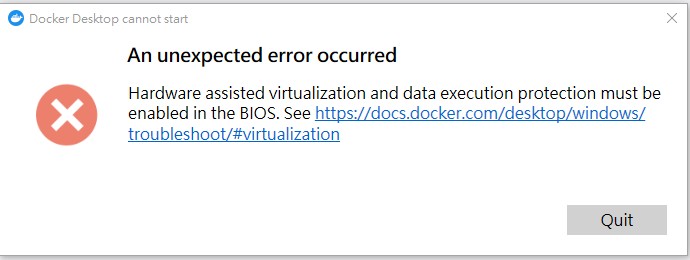 Docker Desktop cannot start
An unexpected error occurred
Hardware assisted virtualization and data execution protection must be
enabled in the BIOS. See https://docs.docker.com/desktop/windows/
troubleshoot/#virtualization
Quit